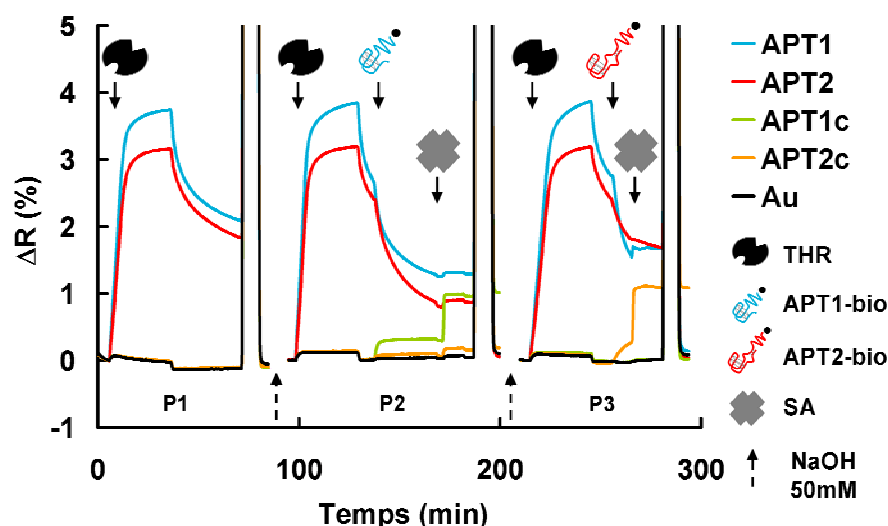 5
4
3
2
1
0
-1
ΔR (%)
P1
P2
P3
0
100
200
300
Temps (min)
APT1
APT2
APT1c
APT2c
Au
THR
APT1-bio
APT2-bio
SA
NaOH
50mM